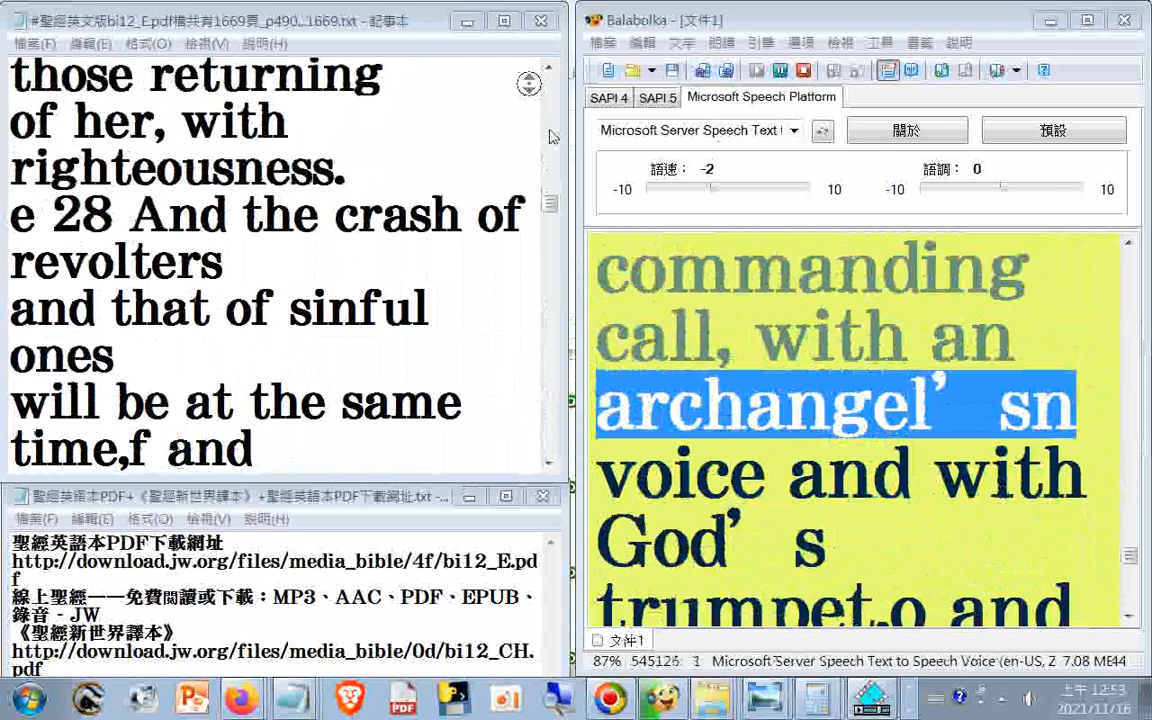 #聖經英文版bi12_E.pdf檔共有1669頁_p490...1669.txt - 記事本
檔案(F) 編輯(E) 格式(O) 檢視(V) 說明(H)
those returning
of her, with
righteousness.
e 28 And the crash of
revolters
and that of sinful
ones
will be at the same
time,f and
聖經英語本PDF+《聖經新世界譯本》+聖經英語本PDF下載網址.txt - ...
檔案(F) 編輯(E) 格式(O) 檢視(V) 說明(H)
聖經英語本PDF下載網址
http://download.jw.org/files/media_bible/4f/bi12_E.pd
f
線上聖經——免費閱讀或下載：MP3、AAC、PDF、EPUB、
錄音 - JW
《聖經新世界譯本》
http://download.jw.org/files/media_bible/0d/bi12_CH.
pdf
Balabolka - [文件1]
檔案 編輯 文字 朗讀 引擎 選項 檢視 工具 書籤 說明
SAPI 4 SAPI 5 Microsoft Speech Platform
Microsoft Server Speech Text 關於 預設
語速： -2 語調： 0
-10 10 -10 10
commanding
call, with an
archangel’ sn
voice and with
God’ s
trumpet,o and
文件1
87% 545126: 1 Microsoft Server Speech Text to Speech Voice (en-US, Z 7.08 ME44
上午 12:53
2021/11/16